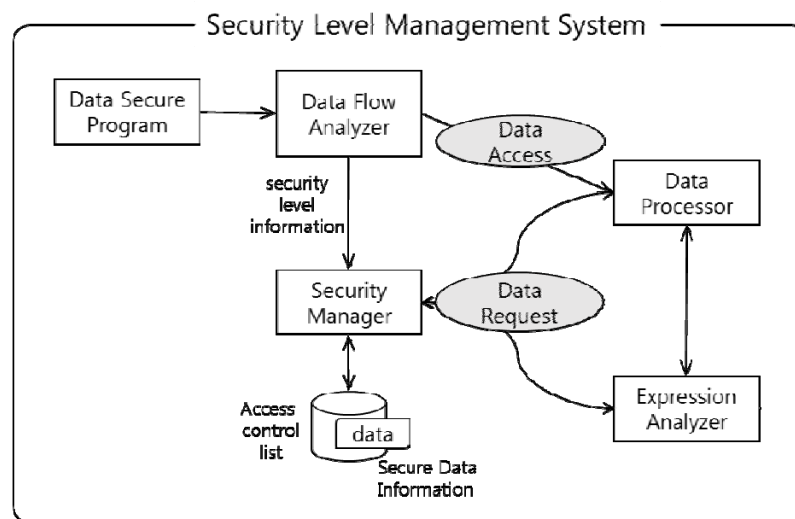 Security Level Management System
Data Secure
Program
Data Flow
Analyzer
Data
Access
security
level
information
Data
Processor
Security
Manager
Data
Request
Access
control
list
data
Secure Data
Information
Expression
Analyzer